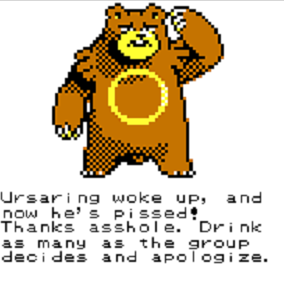 Ursaring woke up, and
now he's pissed!
Thanks asshole. Drink
as many as the group
decides and apologize.